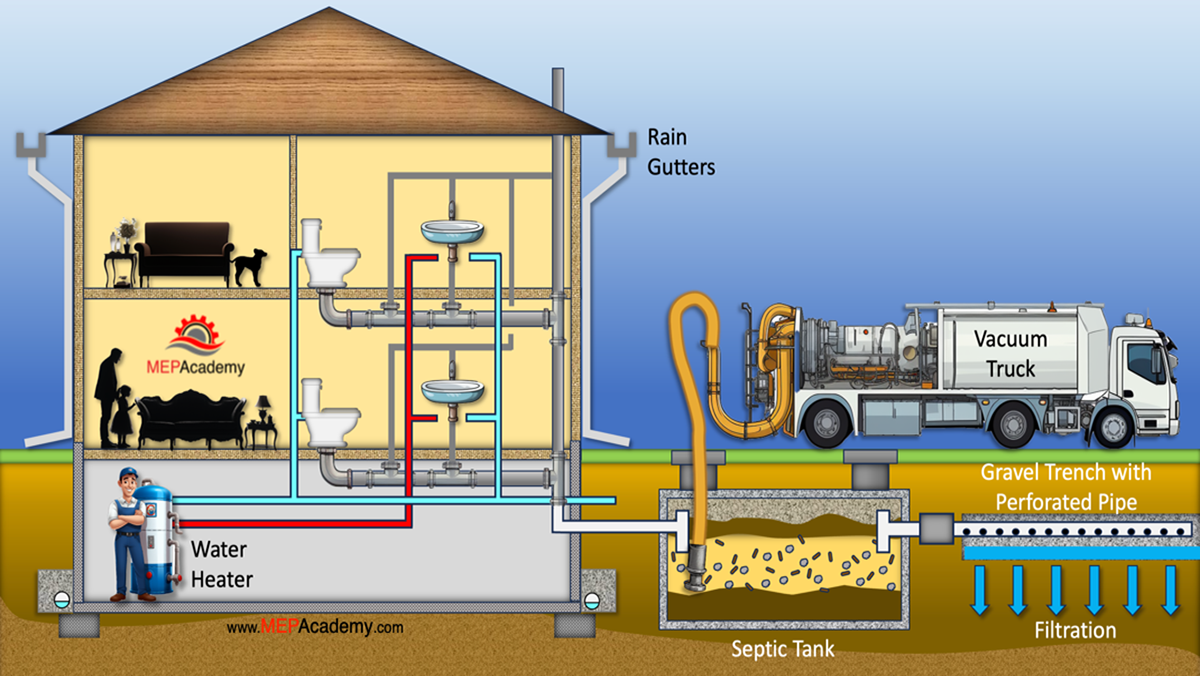 Rain
Gutters
MEPAcademy
Vacuum
Truck
Gravel Trench with
Perforated Pipe
Water
Heater
Filtration
www.MEPAcademy.com
Septic Tank